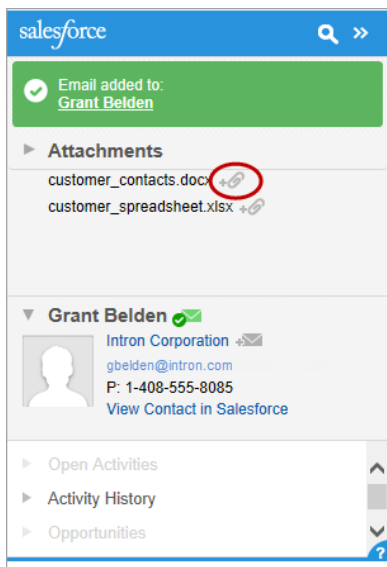 salesforce
Email added to:
Grant Belden
Attachments
customer_contacts.docx
customer_spreadsheet.xlsx
Grant Belden
Intron Corporation
gbelden@intron.com
P: 1-408-555-8085
View Contact in Salesforce
Open Activities
Activity History
Opportunities
?